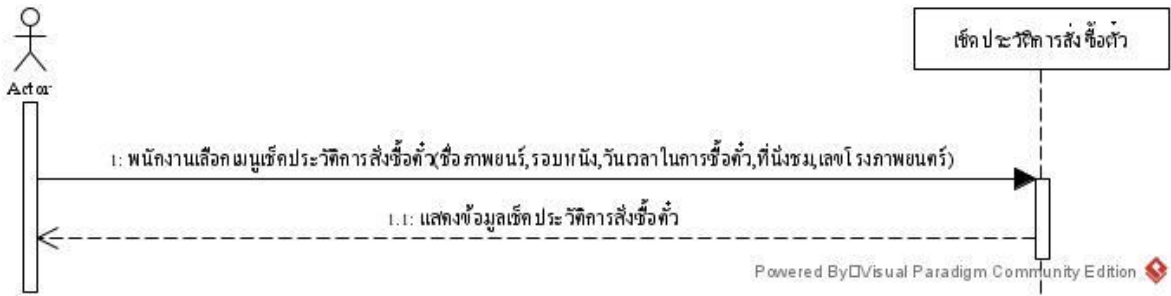 เช็คประวัติการสั่งซื้อตั๋ว
Actor
1: พนักงานเลือกเมนูเช็คประวัติการสั่งซื้อตั๋ว(ชื่อภาพยนร์,รอบหนัง,วันเวลาในการซื้อตั๋ว,ที่นั่งชม,เลขโรงภาพยนตร์)
1.1: แสดงข้อมูลเช็คประวัติการสั่งซื้อตั๋ว
Powered By□Visual Paradigm Community Edition